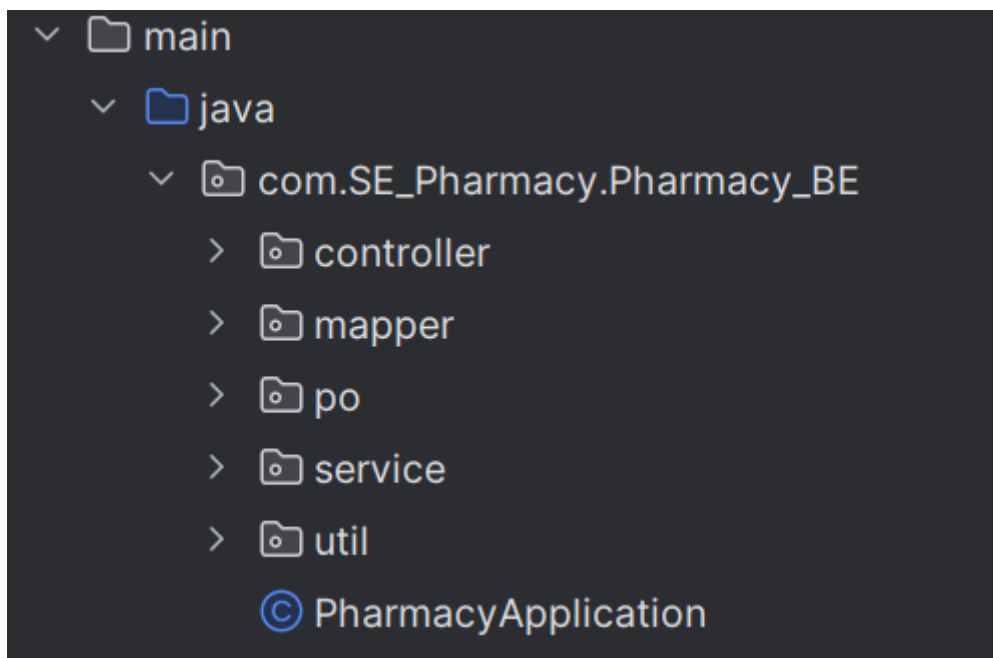 main
java
com.SE_Pharmacy.Pharmacy_BE
controller
mapper
po
service
util
PharmacyApplication